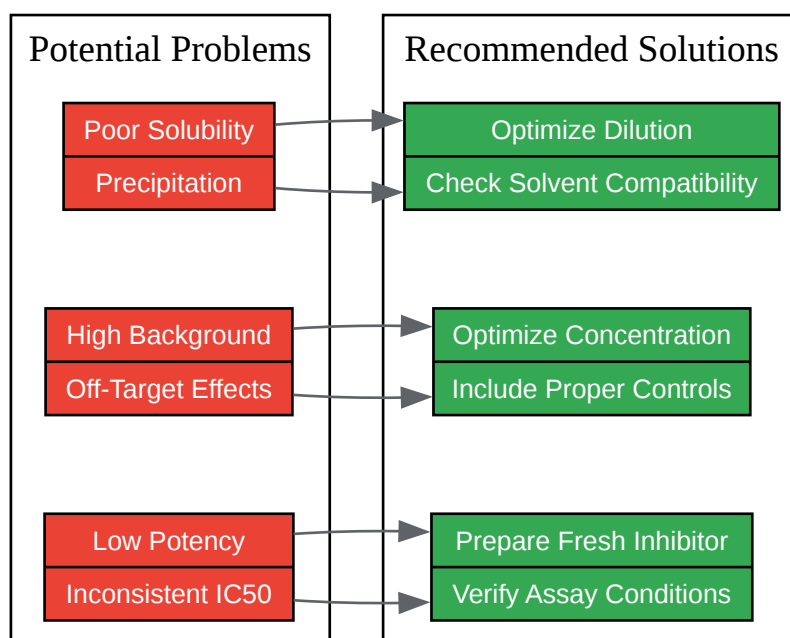 Potential Problems
Recommended Solutions
Poor Solubility
Optimize Dilution
Precipitation
Check Solvent Compatibility
High Background
Optimize Concentration
Off-Target Effects
Include Proper Controls
Low Potency
Prepare Fresh Inhibitor
Inconsistent IC50
Verify Assay Conditions